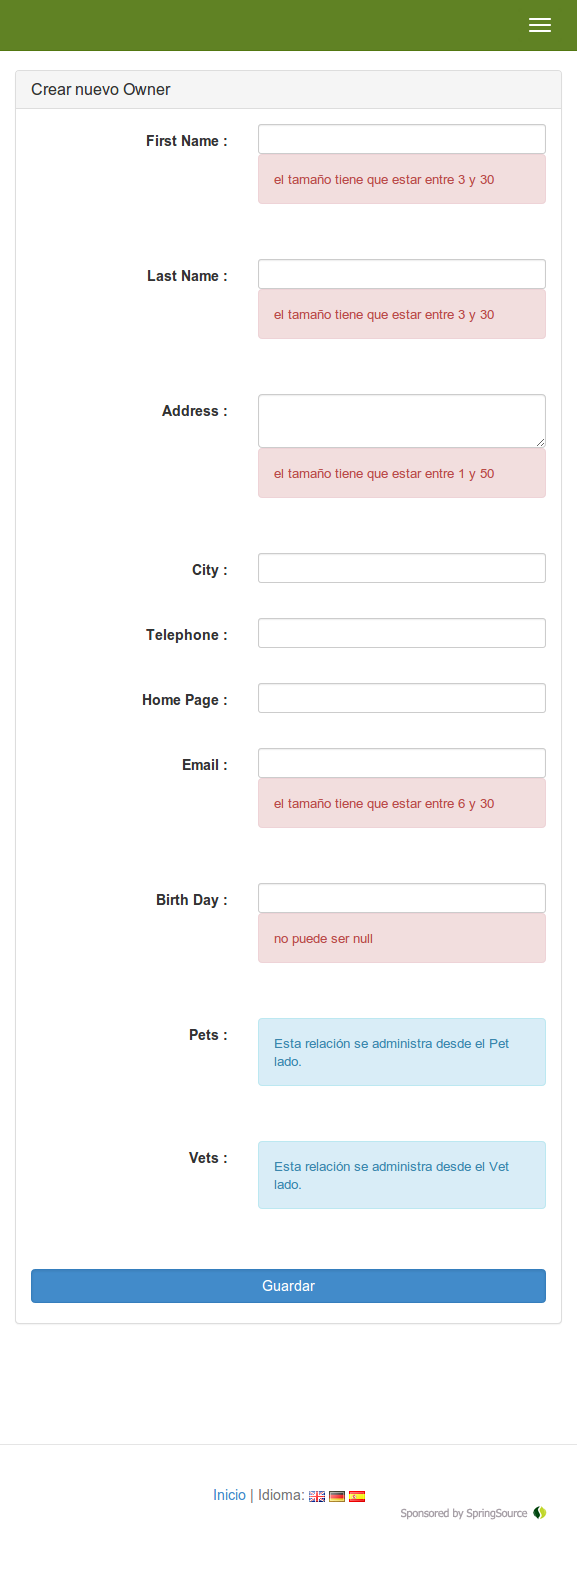 Crear nuevo Owner
First Name :
el tamaño tiene que estar entre 3 y 30
Last Name :
el tamaño tiene que estar entre 3 y 30
Address :
el tamaño tiene que estar entre 1 y 50
City :
Telephone :
Home Page :
Email :
el tamaño tiene que estar entre 6 y 30
Birth Day :
no puede ser null
Pets :
Esta relación se administra desde el Pet
lado.
Vets :
Esta relación se administra desde el Vet
lado.
Guardar
Inicio | Idioma:
Sponsored by SpringSource